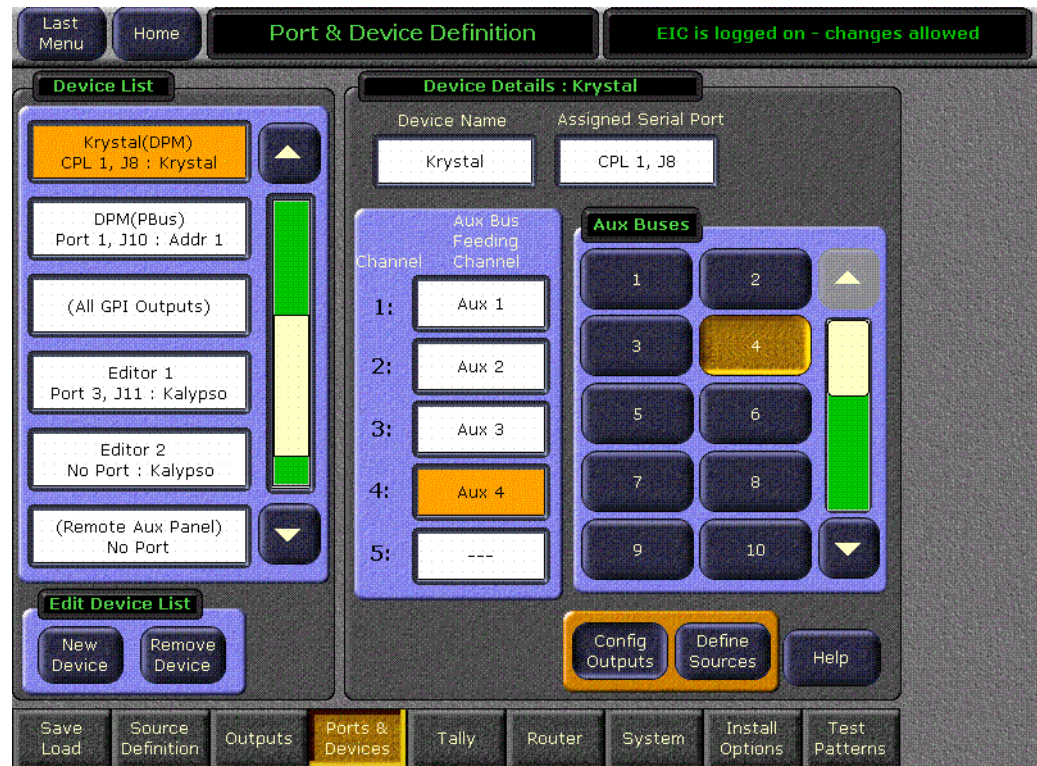 Last
Menu
Home
Port & Device Definition
EIC is logged on - changes allowed
Device List
Krystal(DPM)
CPL 1, J8 : Krystal
DPM(PBus)
Port 1, J10 : Addr 1
(All GPI Outputs)
Editor 1
Port 3, J11 : Kalypso
Editor 2
No Port : Kalypso
(Remote Aux Panel)
No Port
Edit Device List
New
Device
Remove
Device
Device Details : Krystal
Device Name
Assigned Serial Port
Krystal
CPL 1, J8
Channel
Aux Bus
Feeding
Channel
1:
Aux 1
2:
Aux 2
3:
Aux 3
4:
Aux 4
5:
---
Aux Buses
1
2
3
4
5
6
7
8
9
10
Config
Outputs
Define
Sources
Help
Save
Load
Source
Definition
Outputs
Ports &
Devices
Tally
Router
System
Install
Options
Test
Patterns